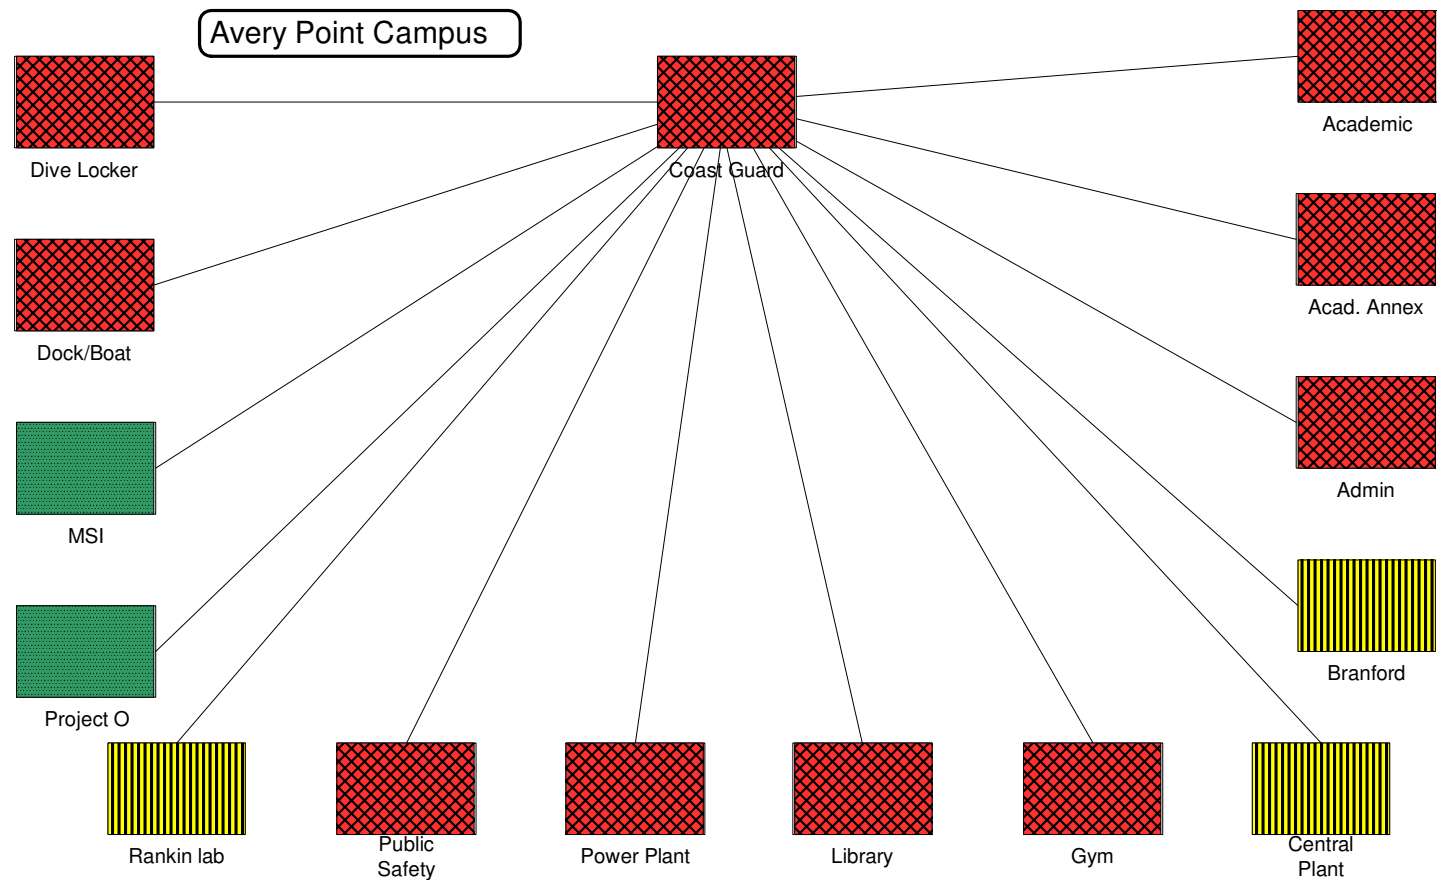 Avery Point Campus
Academic
Dive Locker
Coast Guard
Acad. Annex
Dock/Boat
Admin
MSI
Branford
Project O
Rankin lab
Public
Safety
Power Plant
Library
Gym
Central
Plant